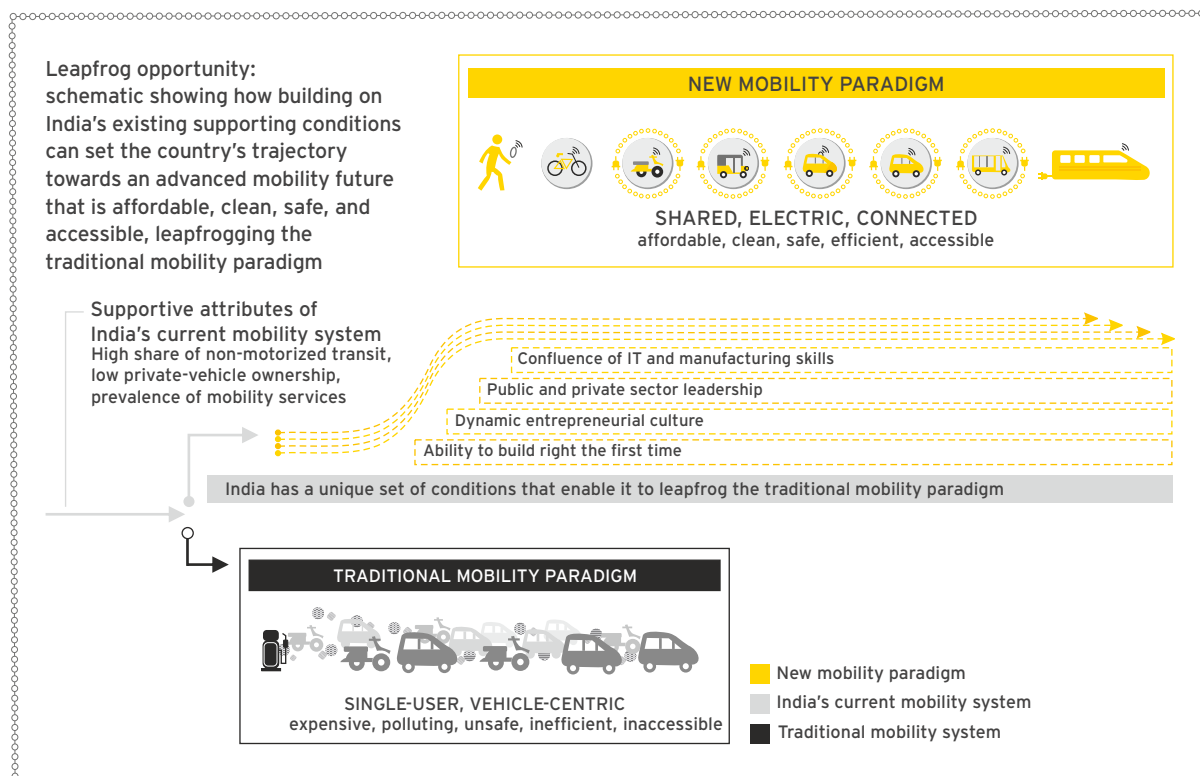 Leapfrog opportunity:
schematic showing how building on
India's existing supporting conditions
can set the country's trajectory
towards an advanced mobility future
that is affordable, clean, safe, and
accessible, leapfrogging the
traditional mobility paradigm
NEW MOBILITY PARADIGM
SHARED, ELECTRIC, CONNECTED
affordable, clean, safe, efficient, accessible
Supportive attributes of
India's current mobility system
High share of non-motorized transit,
low private-vehicle ownership,
prevalence of mobility services
Confluence of IT and manufacturing skills
Public and private sector leadership
Dynamic entrepreneurial culture
Ability to build right the first time
India has a unique set of conditions that enable it to leapfrog the traditional mobility paradigm
TRADITIONAL MOBILITY PARADIGM
SINGLE-USER, VEHICLE-CENTRIC
expensive, polluting, unsafe, inefficient, inaccessible
New mobility paradigm
India's current mobility system
Traditional mobility system